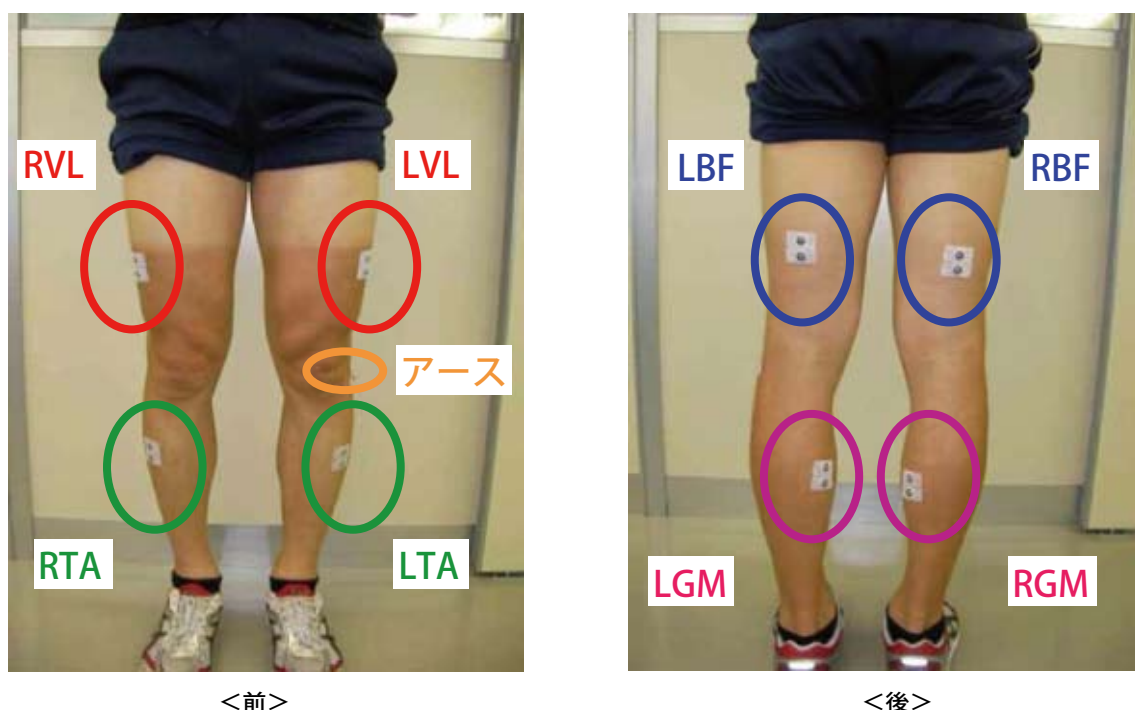 RVL
LVL
アース
RTA
LTA
<前>
LBF
RBF
LGM
RGM
<後>